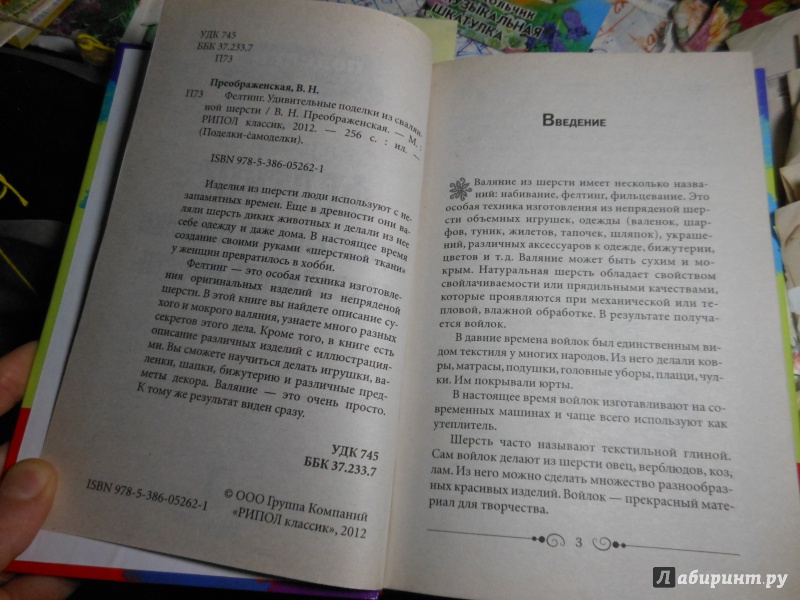 КОЛЬЧИК
МУЗЫКАЛЬНАЯ
ШКАТУЛКА
УДК 745
ББК 37.233.7
П73
Преображенская, В. Н.
П73 Фелтинг. Удивительные поделки из свалян
ной шерсти / В. Н. Преображенская. — М. :
РИПОЛ классик, 2012. — 256 с. : ил. —
(Поделки-самоделки).
ISBN 978-5-386-05262-1
Изделия из шерсти люди используют с не-
запамятных времен. Еще в древности они ва-
ляли шерсть диких животных и делали из нее
себе одежду и даже дома. В настоящее время
создание своими руками «шерстяной ткани»
у женщин превратилось в хобби.
Фелтинг — это особая техника изготовле-
ния оригинальных изделий из непряденой
шерсти. В этой книге вы найдете описание су-
хого и мокрого валяния, узнаете много разных
секретов этого дела. Кроме того, в книге есть
описание различных изделий с иллюстрация-
ми. Вы сможете научиться делать игрушки, ва-
ленки, шапки, бижутерию и различные пред-
меты декора. Валяние — это очень просто.
К тому же результат виден сразу.
УДК 745
ББК 37.233.7
ISBN 978-5-386-05262-1
© ООО Группа Компаний
«РИПОЛ классик», 2012
Введение
Валяние из шерсти имеет несколько назва-
ний: набивание, фелтинг, фильцевание. Это
особая техника изготовления из непряденой шер-
сти объемных игрушек, одежды (валенок, шар-
фов, туник, жилетов, тапочек, шляпок), украше-
ний, различных аксессуаров к одежде, бижутерии,
цветов и т.д. Валяние может быть сухим и мо-
крым. Натуральная шерсть обладает свойством
свойлачиваемости или прядильными качествами,
которые проявляются при механической или те-
пловой, влажной обработке. В результате получа-
ется войлок.
В давние времена войлок был единственным ви-
дом текстиля у многих народов. Из него делали ков-
ры, матрасы, подушки, головные уборы, плащи, чул-
ки. Им покрывали юрты.
В настоящее время войлок изготавливают на со-
временных машинах и чаще всего используют как
утеплитель.
Шерсть часто называют текстильной глиной.
Сам войлок делают из шерсти овец, верблюдов, коз,
лам. Из него можно сделать множество разнообраз-
ных красивых изделий. Войлок — прекрасный мате-
риал для творчества.
3
Лабиринт.ру